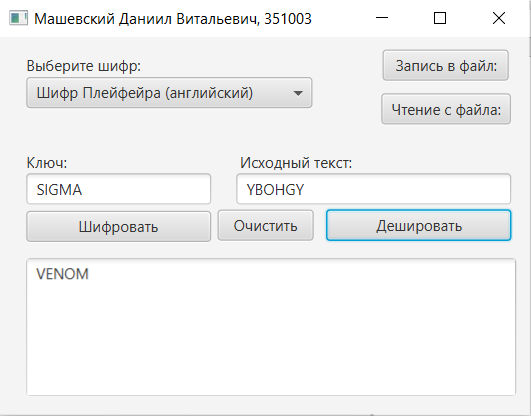 Машевский Даниил Витальевич, 351003
Выберите шифр:
Запись в файл:
Шифр Плейфейра (английский)
Чтение с файла:
Ключ:
Исходный текст:
SIGMA
YBOHGY
Шифровать
Очистить
Дешировать
VENOM